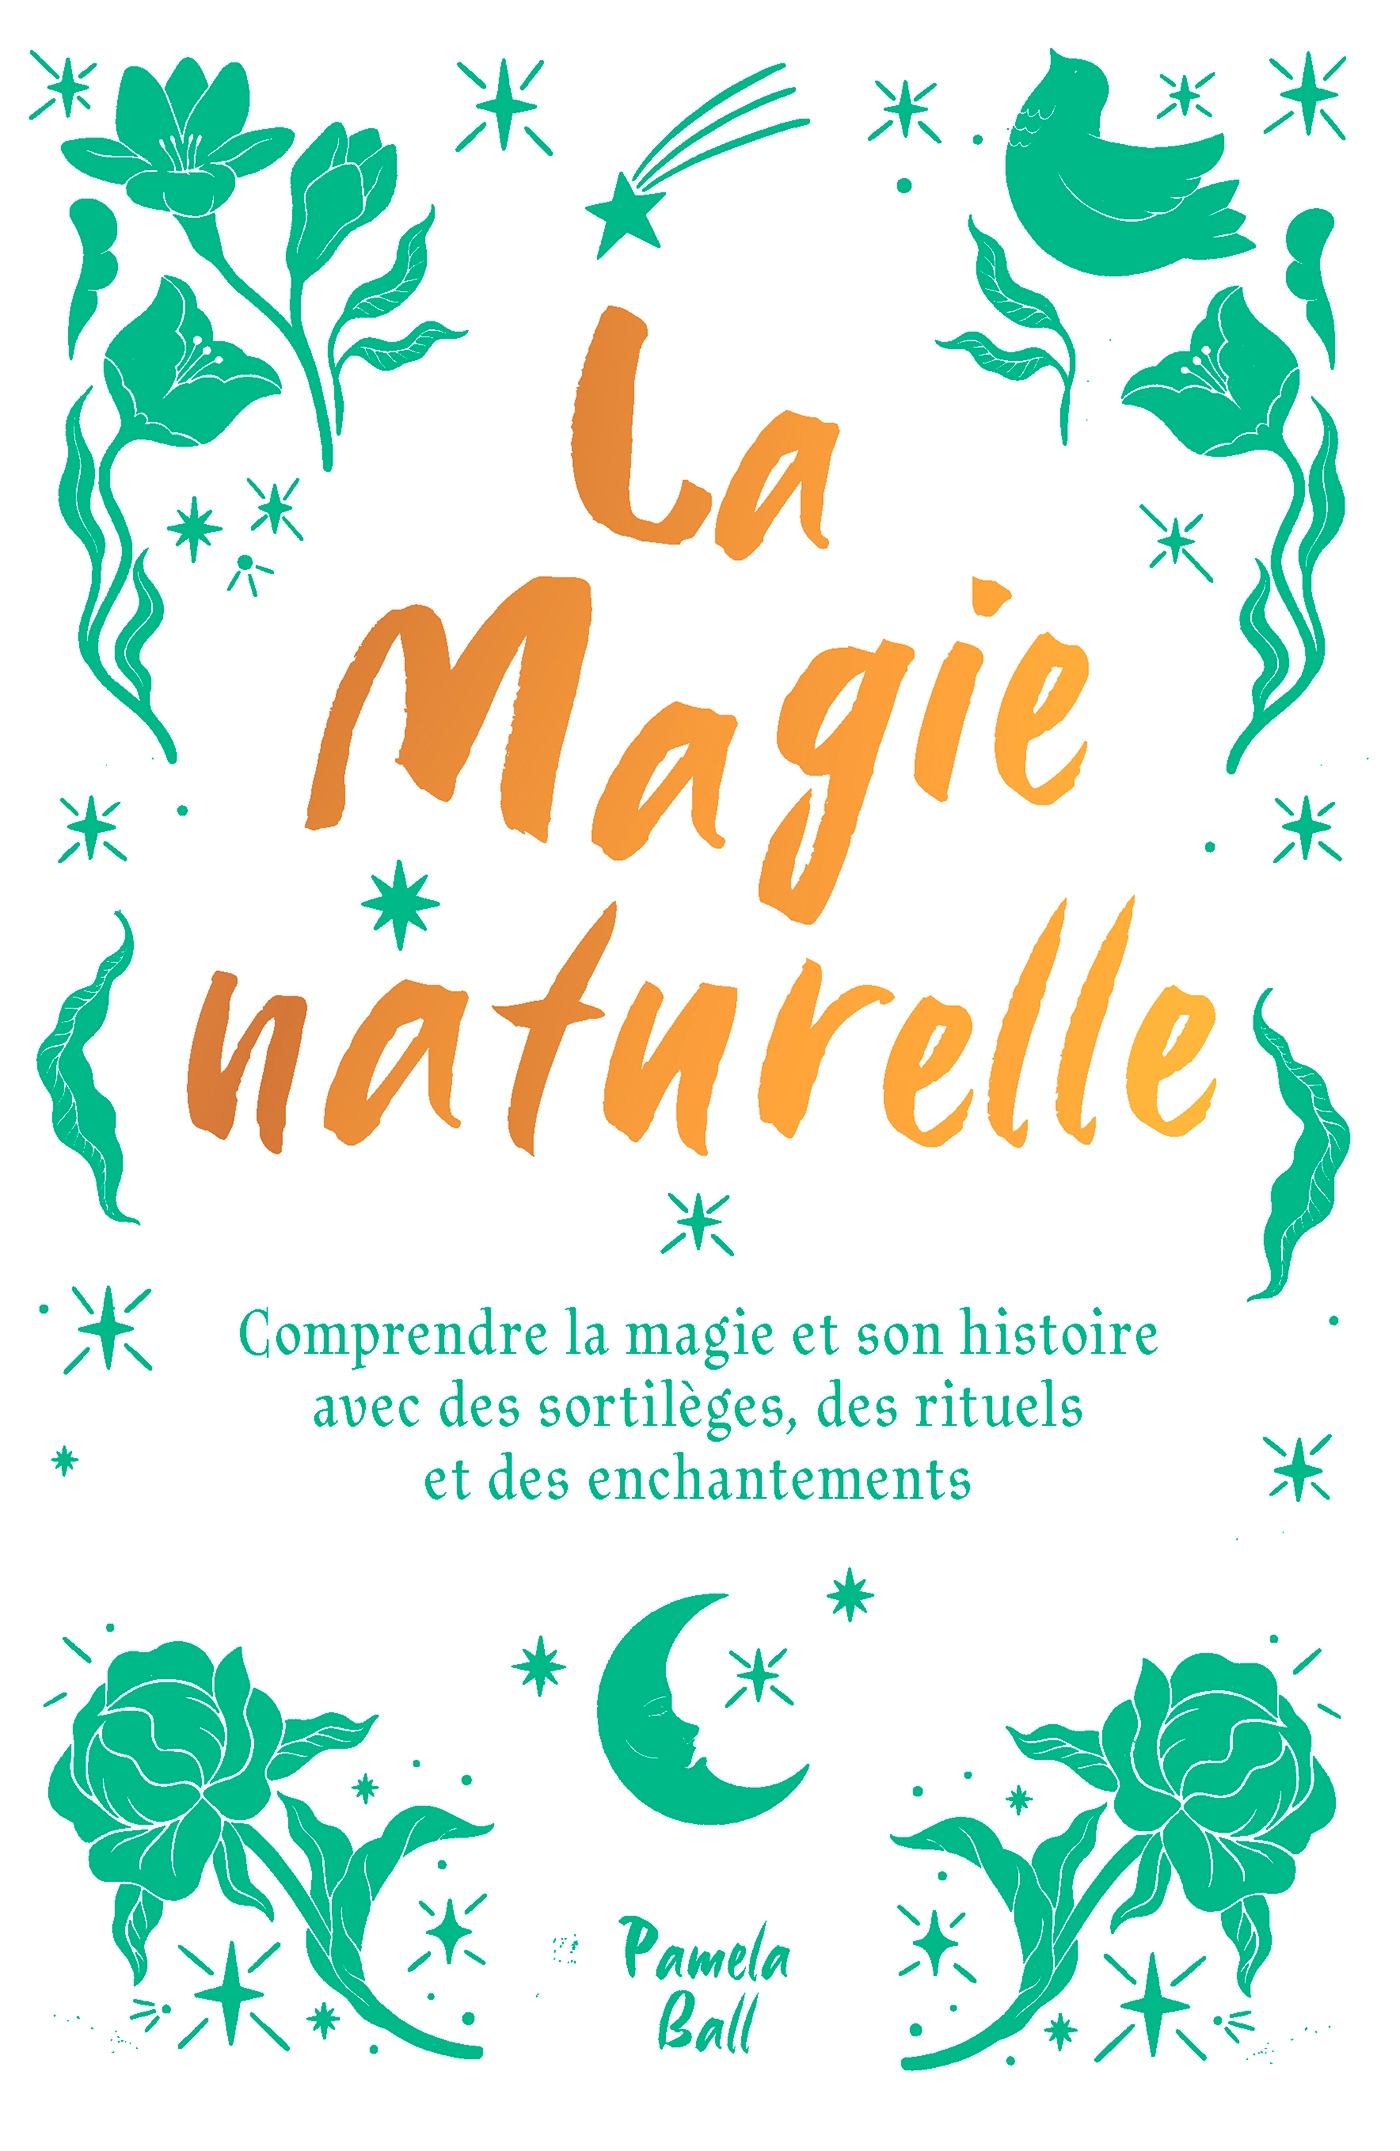 La
Magie
naturelle
Comprendre la magie et son histoire
avec des sortilèges, des rituels
et des enchantements
Pamela
Ball